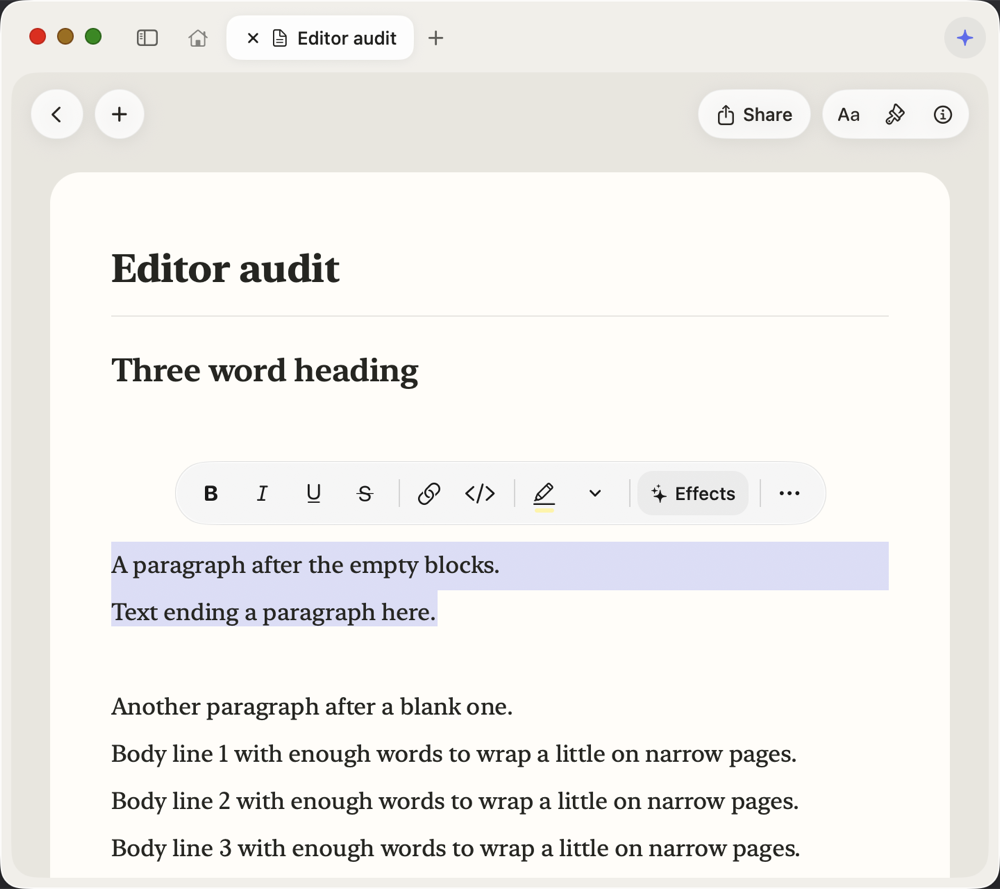 Editor audit
Share
Aa
Editor audit
Three word heading
B I U S </> Effects
A paragraph after the empty blocks.
Text ending a paragraph here.
Another paragraph after a blank one.
Body line 1 with enough words to wrap a little on narrow pages.
Body line 2 with enough words to wrap a little on narrow pages.
Body line 3 with enough words to wrap a little on narrow pages.